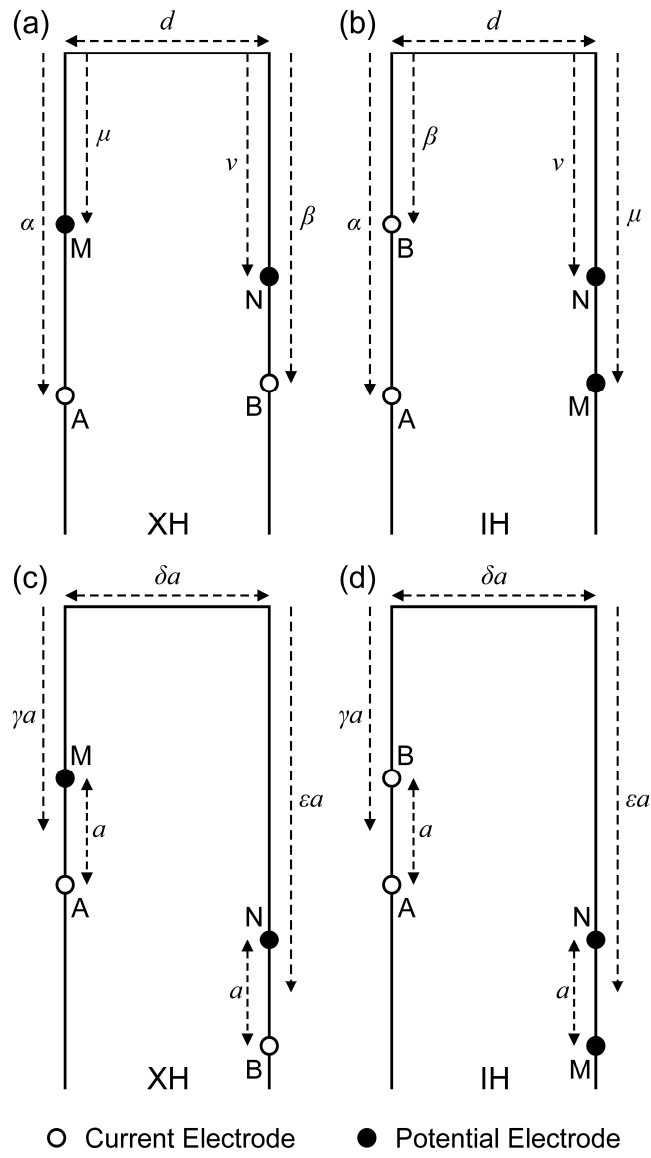 (a)
d
(b)
d
μ
ν
β
α
M
N
A
B
XH
β
ν
μ
α
B
N
A
M
IH
(c)
δa
(d)
δa
γa
M
a
A
εa
N
a
B
XH
γa
B
a
A
εa
N
a
M
IH
Current Electrode
Potential Electrode